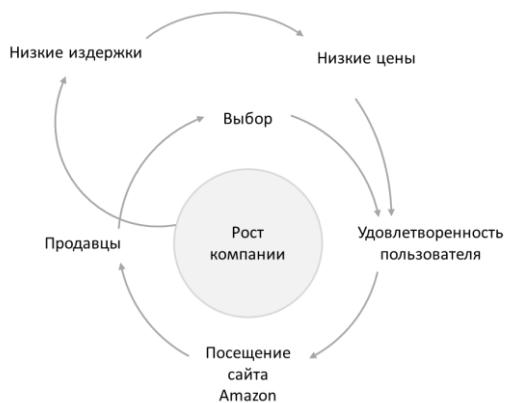 Низкие издержки
Низкие цены
Выбор
Продавцы
Рост
компании
Удовлетворенность
пользователя
Посещение
сайта
Amazon